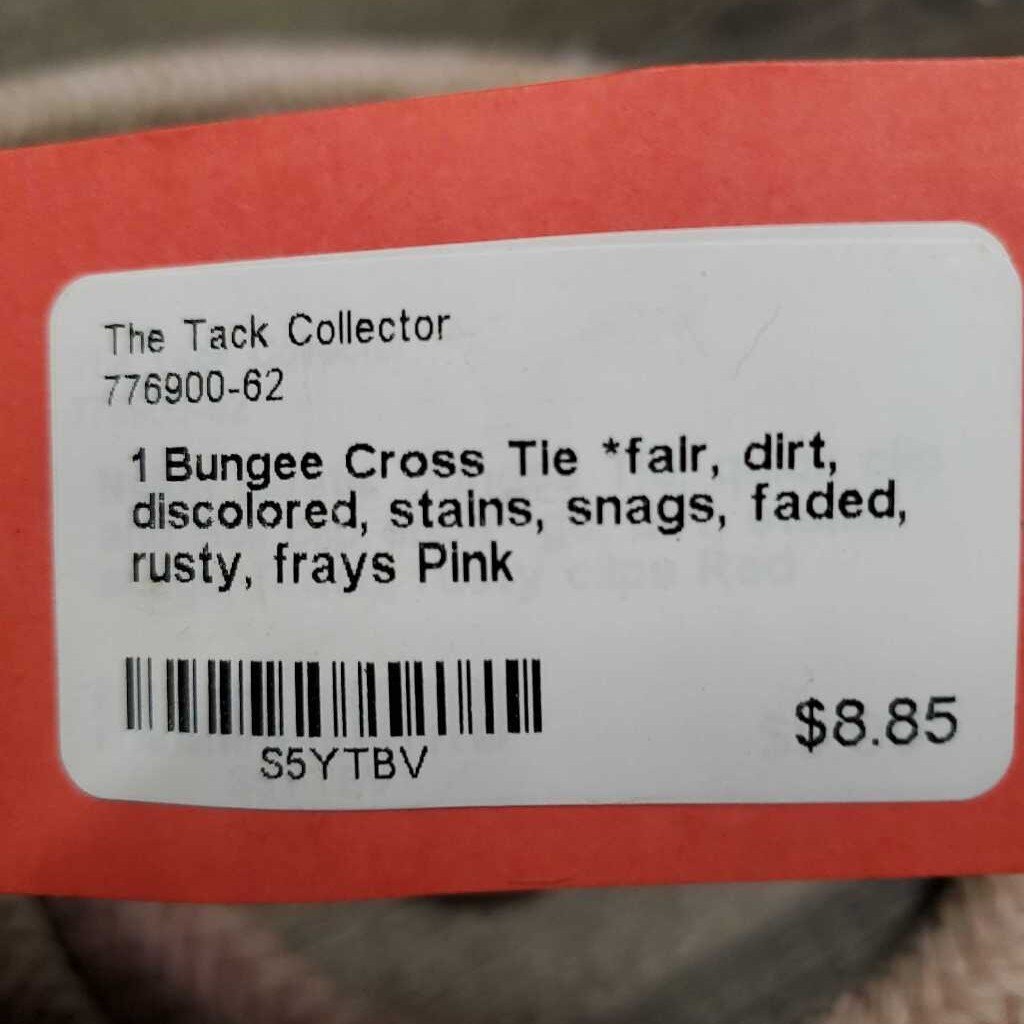 The Tack Collector
776900-62
1 Bungee Cross Tie *falr, dirt,
discolored, stains, snags, faded,
rusty, frays Pink
S5YTBV
$8.85